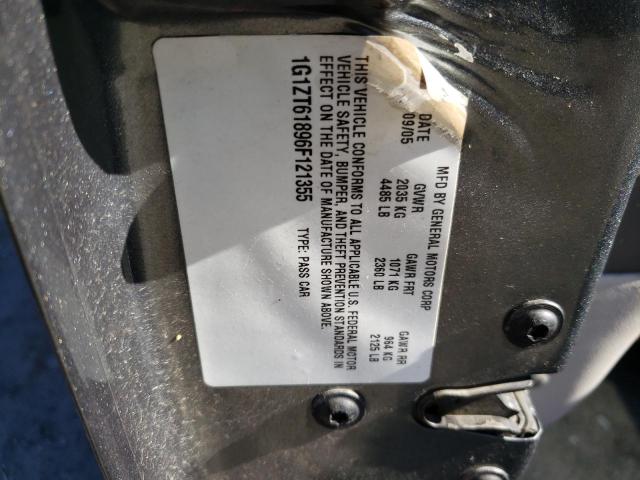 MFD BY GENERAL MOTORS CORP
DATE GVWR GAWR FRT GAWR RR
09/05 2035 KG 1071 KG 964 KG
4485 LB 2360 LB 2125 LB
THIS VEHICLE CONFORMS TO ALL APPLICABLE U.S. FEDERAL MOTOR
VEHICLE SAFETY, BUMPER, AND THEFT PREVENTION STANDARDS IN
EFFECT ON THE DATE OF MANUFACTURE SHOWN ABOVE.
1G1ZT61896F121355 TYPE: PASS CAR